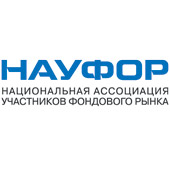 НАУФОР
НАЦИОНАЛЬНАЯ АССОЦИАЦИЯ
УЧАСТНИКОВ ФОНДОВОГО РЫНКА